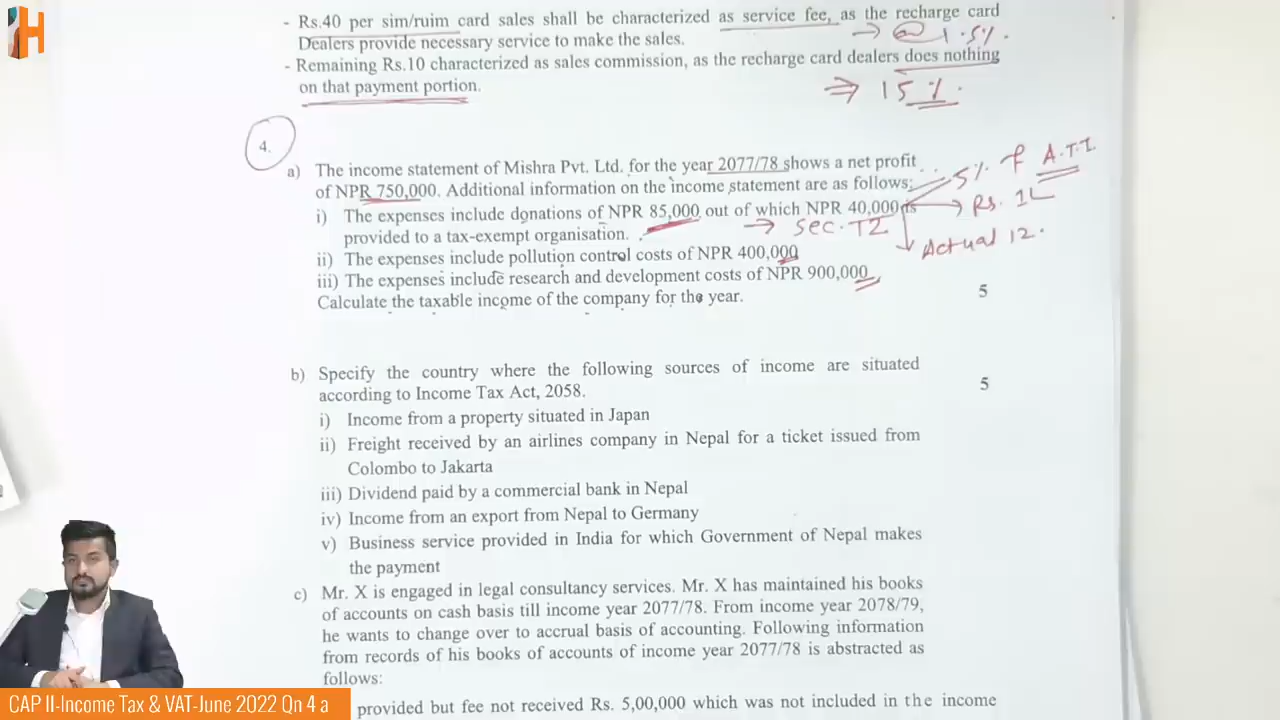 H
- Rs.40 per sim/ruim card sales shall be characterized as service fee, as the recharge card
Dealers provide necessary service to make the sales.
→ @ 1.5%.
- Remaining Rs.10 characterized as sales commission, as the recharge card dealers does nothing
on that payment portion.
⇒ 15%.
4.
a) The income statement of Mishra Pvt. Ltd. for the year 2077/78 shows a net profit
of NPR 750,000. Additional information on the income statement are as follows:
5% of A.T.I
i) The expenses include donations of NPR 85,000 out of which NPR 40,000 is
→ Rs. 1L
provided to a tax-exempt organisation.
→ Sec. 12
Actual 12.
ii) The expenses include pollution control costs of NPR 400,000
iii) The expenses include research and development costs of NPR 900,000
Calculate the taxable income of the company for the year.
5
b) Specify the country where the following sources of income are situated
according to Income Tax Act, 2058.
5
i) Income from a property situated in Japan
ii) Freight received by an airlines company in Nepal for a ticket issued from
Colombo to Jakarta
iii) Dividend paid by a commercial bank in Nepal
iv) Income from an export from Nepal to Germany
v) Business service provided in India for which Government of Nepal makes
the payment
c) Mr. X is engaged in legal consultancy services. Mr. X has maintained his books
of accounts on cash basis till income year 2077/78. From income year 2078/79,
he wants to change over to accrual basis of accounting. Following information
from records of his books of accounts of income year 2077/78 is abstracted as
follows:
provided but fee not received Rs. 5,00,000 which was not included in the income
CAP II-Income Tax & VAT-June 2022 Qn 4 a